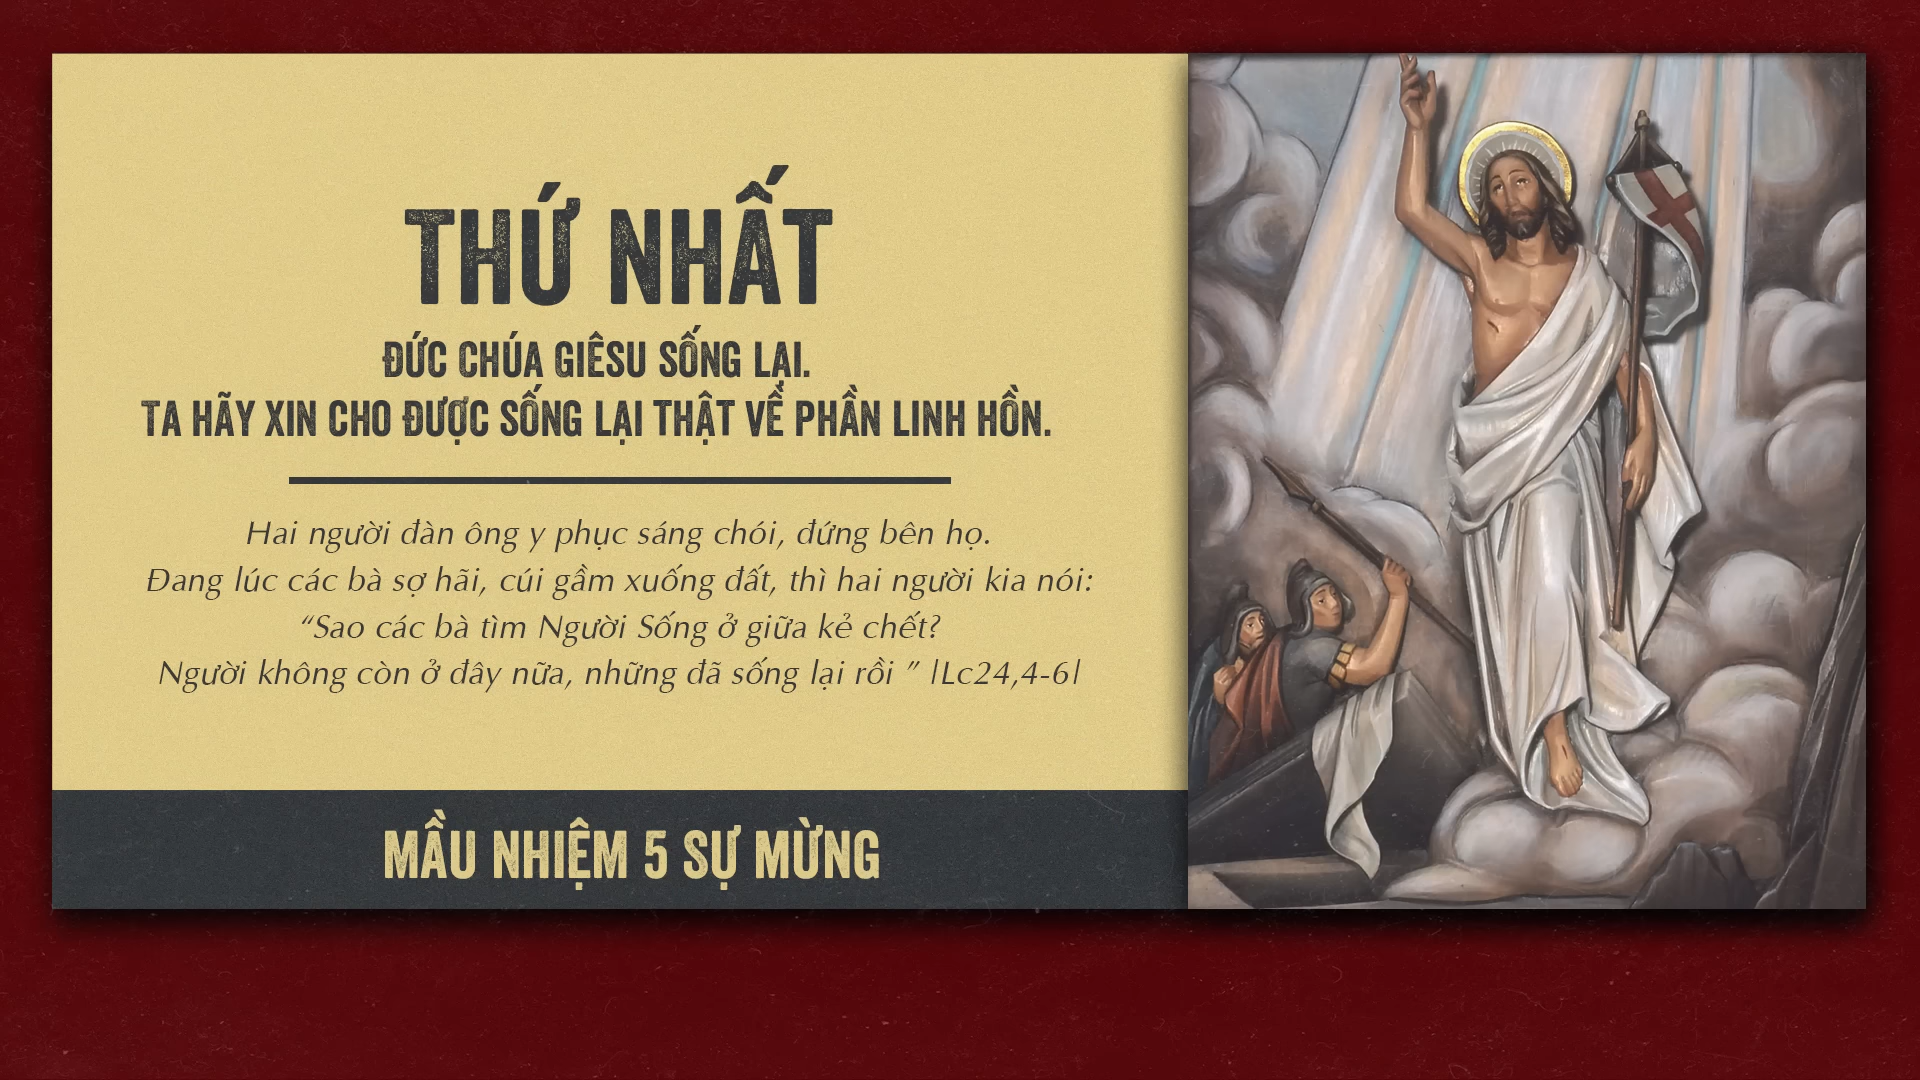 THỨ NHẤT
ĐỨC CHÚA GIÊSU SỐNG LẠI.
TA HÃY XIN CHO ĐƯỢC SỐNG LẠI THẬT VỀ PHẦN LINH HỒN.
Hai người đàn ông y phục sáng chói, đứng bên họ.
Đang lúc các bà sợ hãi, cúi gầm xuống đất, thì hai người kia nói:
“Sao các bà tìm Người Sống ở giữa kẻ chết?
Người không còn ở đây nữa, những đã sống lại rồi ” |Lc24,4-6|
MẦU NHIỆM 5 SỰ MỪNG